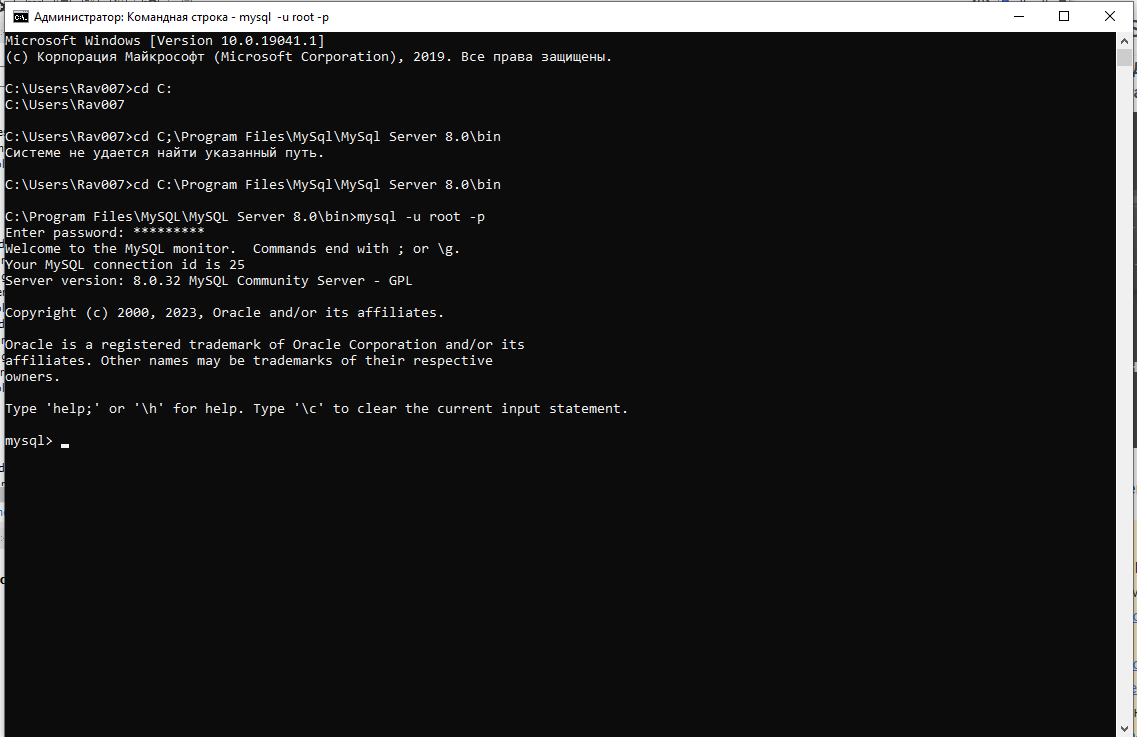 Администратор: Командная строка - mysql -u root -p
Microsoft Windows [Version 10.0.19041.1]
(c) Корпорация Майкрософт (Microsoft Corporation), 2019. Все права защищены.
C:\Users\Rav007>cd C:
C:\Users\Rav007
C:\Users\Rav007>cd C;\Program Files\MySql\MySql Server 8.0\bin
Системе не удается найти указанный путь.
C:\Users\Rav007>cd C:\Program Files\MySql\MySql Server 8.0\bin
C:\Program Files\MySQL\MySQL Server 8.0\bin>mysql -u root -p
Enter password: *********
Welcome to the MySQL monitor.  Commands end with ; or \g.
Your MySQL connection id is 25
Server version: 8.0.32 MySQL Community Server - GPL
Copyright (c) 2000, 2023, Oracle and/or its affiliates.
Oracle is a registered trademark of Oracle Corporation and/or its
affiliates. Other names may be trademarks of their respective
owners.
Type 'help;' or '\h' for help. Type '\c' to clear the current input statement.
mysql>